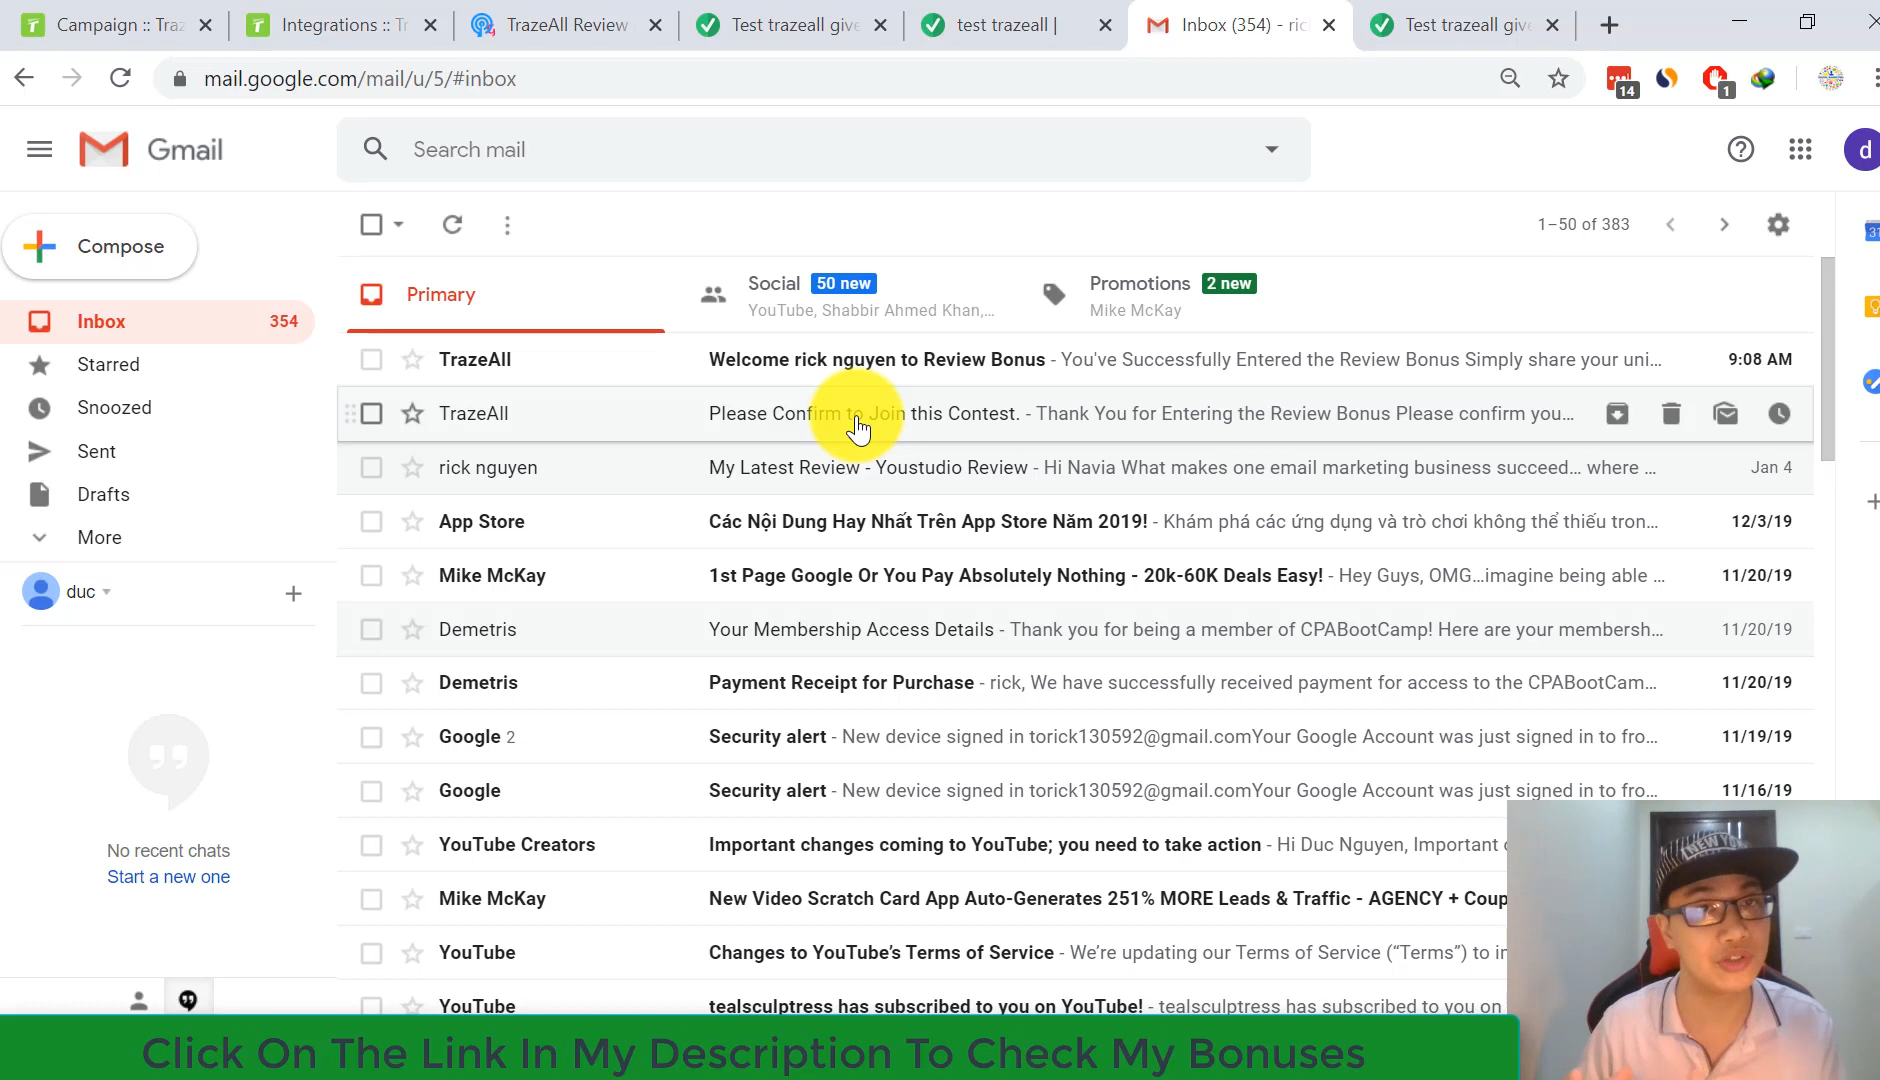 Campaign :: Traz
Integrations :: Tr
TrazeAll Review
Test trazeall give
test trazeall |
Inbox (354) - ric
Test trazeall give
mail.google.com/mail/u/5/#inbox
14
1
Gmail
Search mail
d
Compose
1–50 of 383
31
Primary
Social 50 new
YouTube, Shabbir Ahmed Khan,...
Promotions 2 new
Mike McKay
Inbox 354
Starred
Snoozed
Sent
Drafts
More
duc
No recent chats
Start a new one
TrazeAll Welcome rick nguyen to Review Bonus - You've Successfully Entered the Review Bonus Simply share your uni... 9:08 AM
TrazeAll Please Confirm to Join this Contest. - Thank You for Entering the Review Bonus Please confirm you...
rick nguyen My Latest Review - Youstudio Review - Hi Navia What makes one email marketing business succeed... where ... Jan 4
App Store Các Nội Dung Hay Nhất Trên App Store Năm 2019! - Khám phá các ứng dụng và trò chơi không thể thiếu tron... 12/3/19
Mike McKay 1st Page Google Or You Pay Absolutely Nothing - 20k-60K Deals Easy! - Hey Guys, OMG...imagine being able ... 11/20/19
Demetris Your Membership Access Details - Thank you for being a member of CPABootCamp! Here are your membersh... 11/20/19
Demetris Payment Receipt for Purchase - rick, We have successfully received payment for access to the CPABootCam... 11/20/19
Google 2 Security alert - New device signed in torick130592@gmail.comYour Google Account was just signed in to fro... 11/19/19
Google Security alert - New device signed in torick130592@gmail.comYour Google Account was just signed in to fro... 11/16/19
YouTube Creators Important changes coming to YouTube; you need to take action - Hi Duc Nguyen, Important c
Mike McKay New Video Scratch Card App Auto-Generates 251% MORE Leads & Traffic - AGENCY + Coup
YouTube Changes to YouTube's Terms of Service - We're updating our Terms of Service (“Terms”) to in
YouTube tealsculptress has subscribed to you on YouTube! - tealsculptress has subscribed to you on
NEW YO
Click On The Link In My Description To Check My Bonuses